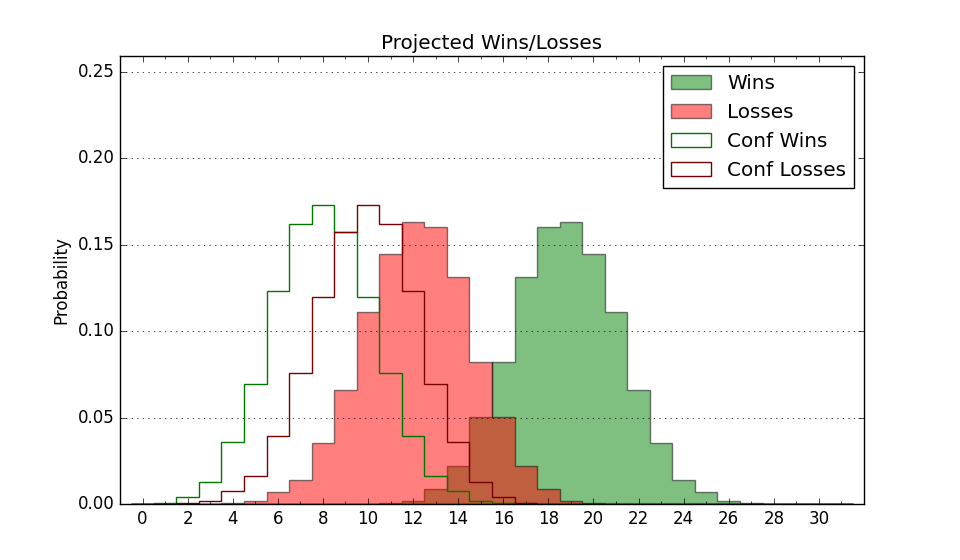 Projected Wins/Losses
0.25
0.20
0.15
0.10
0.05
0.00
Probability
Wins
Losses
Conf Wins
Conf Losses
0 2 4 6 8 10 12 14 16 18 20 22 24 26 28 30